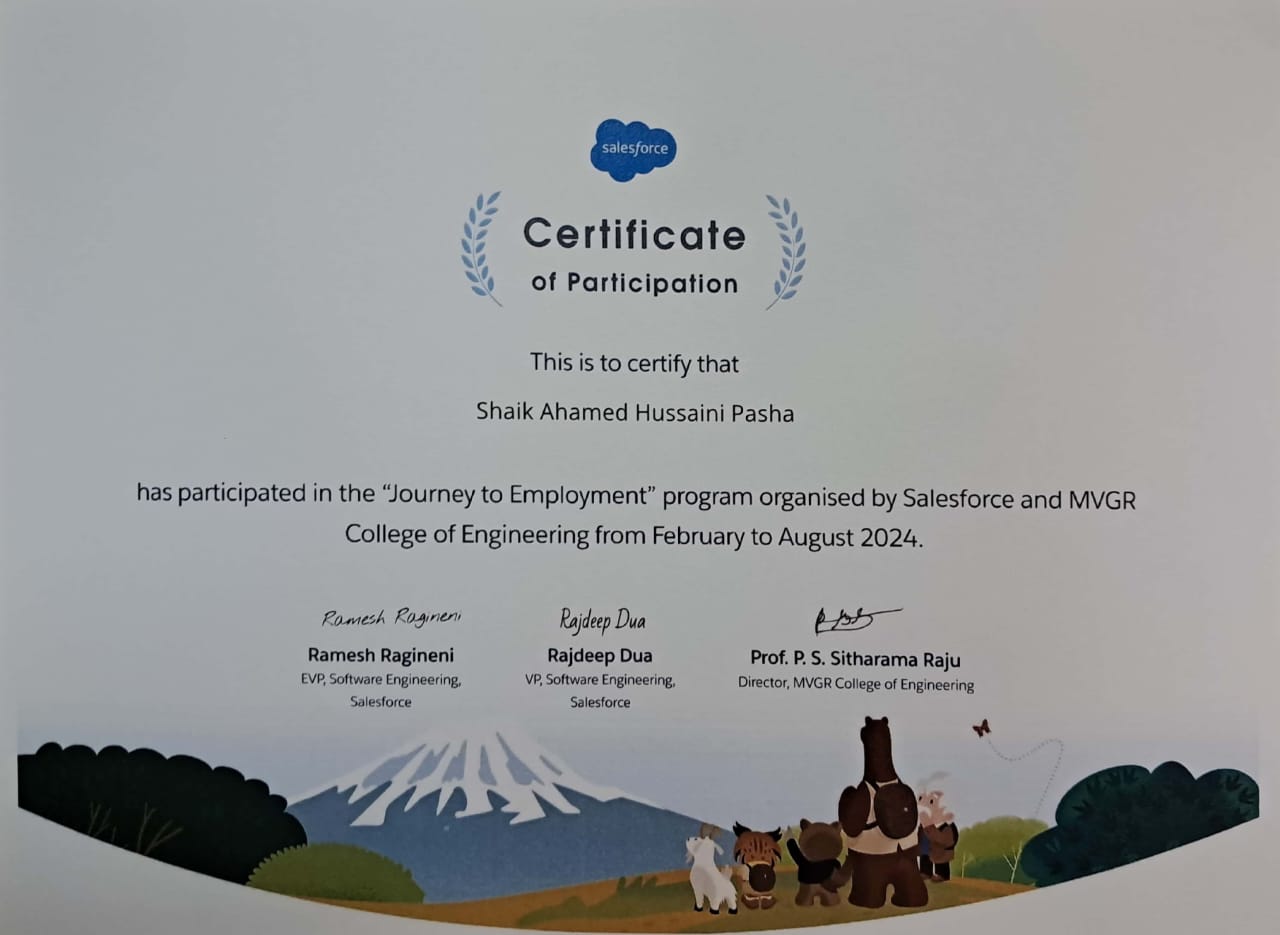 salesforce
Certificate
of Participation
This is to certify that
Shaik Ahamed Hussaini Pasha
has participated in the “Journey to Employment” program organised by Salesforce and MVGR
College of Engineering from February to August 2024.
Ramesh Ragineni
Rajdeep Dua
Ramesh Ragineni
EVP, Software Engineering,
Salesforce
Rajdeep Dua
VP, Software Engineering,
Salesforce
Prof. P. S. Sitharama Raju
Director, MVGR College of Engineering